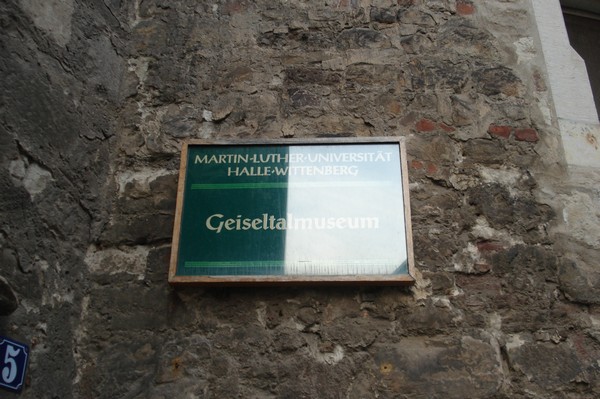 MARTIN·LUTHER·UNIVERSITÄT
HALLE·WITTENBERG
Geiseltalmuseum
5